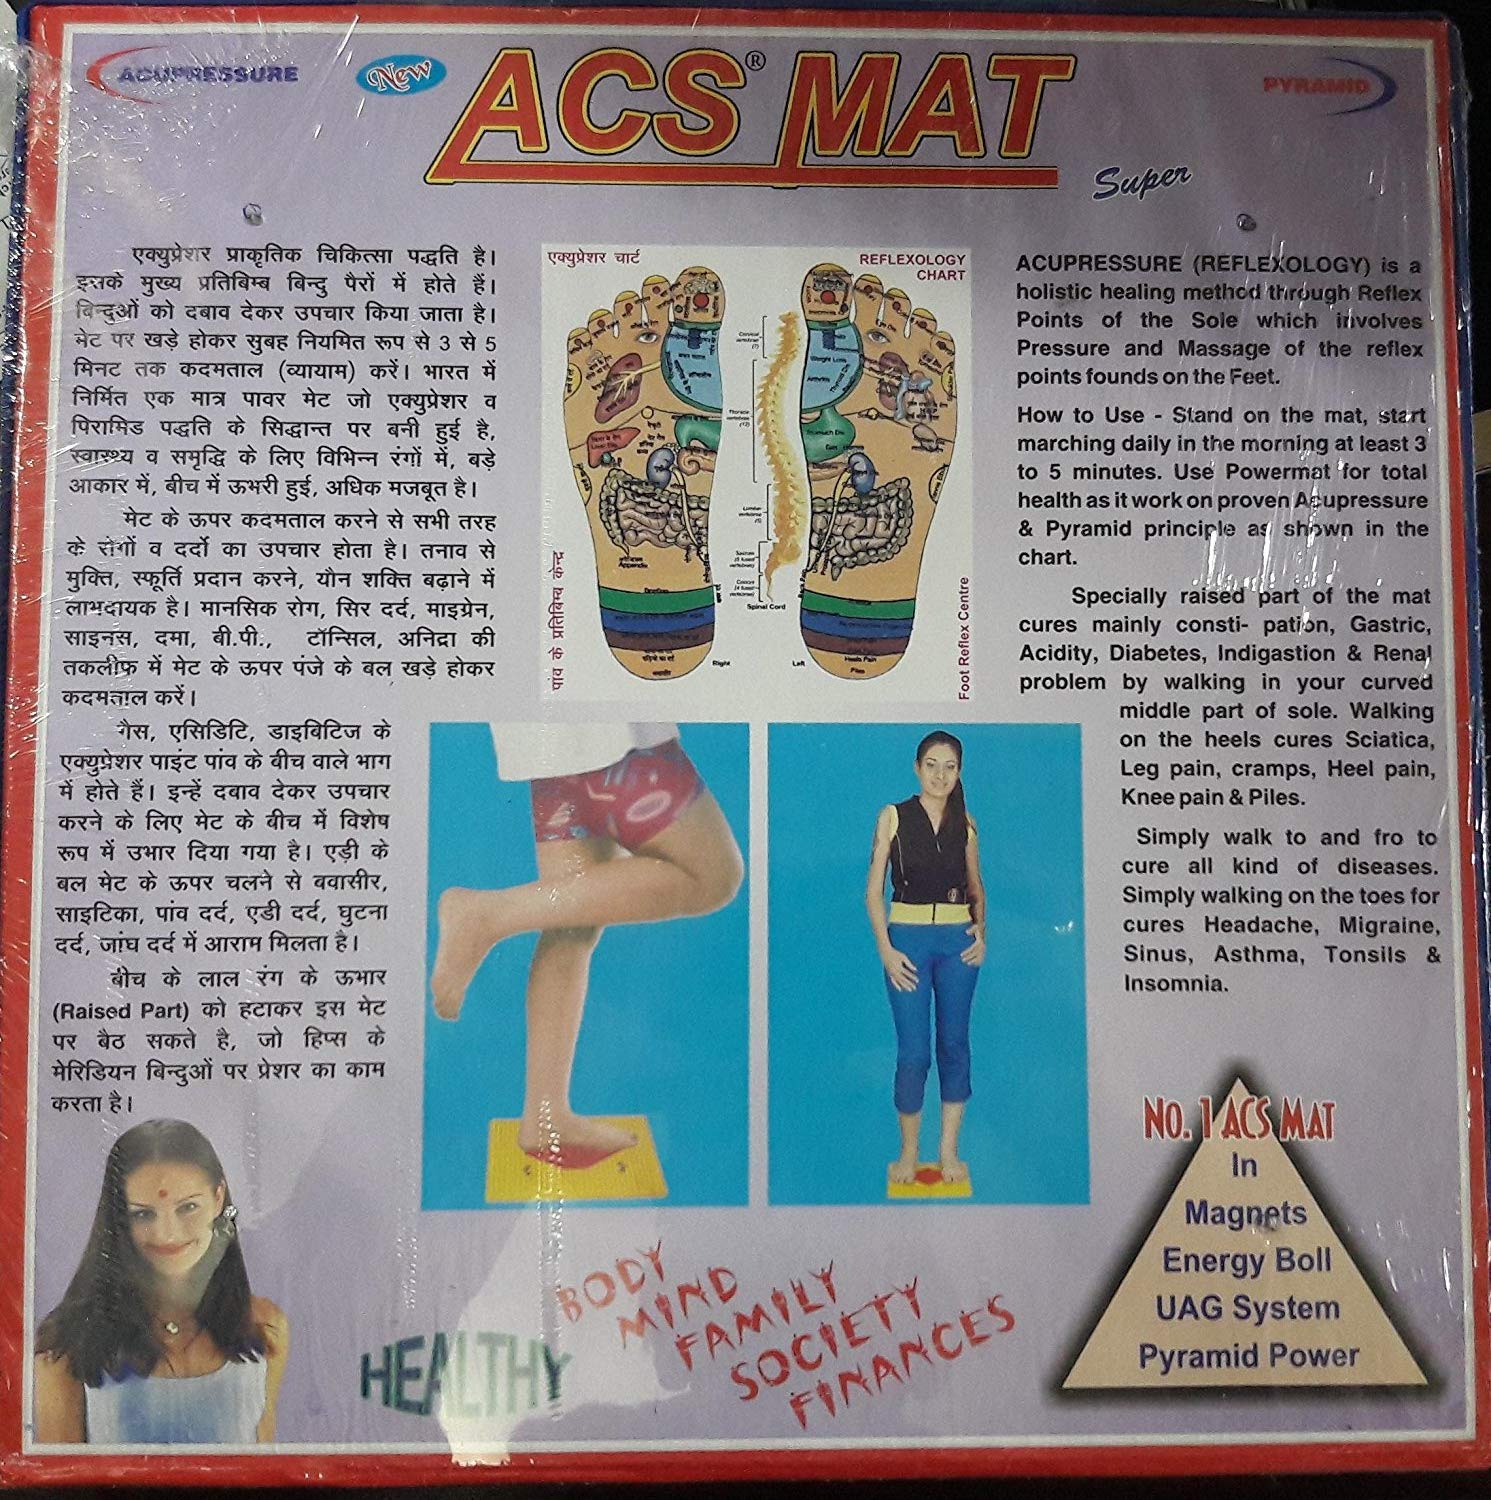 ACUPRESSURE
New
ACS® MAT
Super
PYRAMID
एक्युप्रेशर प्राकृतिक चिकित्सा पद्धति है।
इसके मुख्य प्रतिबिम्ब बिन्दु पैरों में होते हैं।
बिन्दुओं को दबाव देकर उपचार किया जाता है।
मेट पर खड़े होकर सुबह नियमित रूप से 3 से 5
मिनट तक कदमताल (व्यायाम) करें। भारत में
निर्मित एक मात्र पावर मेट जो एक्युप्रेशर व
पिरामिड पद्धति के सिद्धान्त पर बनी हुई है,
स्वास्थ्य व समृद्धि के लिए विभिन्न रंगों में, बड़े
आकार में, बीच में ऊभरी हुई, अधिक मजबूत है।
मेट के ऊपर कदमताल करने से सभी तरह
के रोगों व दर्दो का उपचार होता है। तनाव से
मुक्ति, स्फूर्ति प्रदान करने, यौन शक्ति बढ़ाने में
लाभदायक है। मानसिक रोग, सिर दर्द, माइग्रेन,
साइनस, दमा, बी.पी., टॉन्सिल, अनिद्रा की
तकलीफ में मेट के ऊपर पंजे के बल खड़े होकर
कदमताल करें।
गैस, एसिडिटि, डाइबिटिज के
एक्युप्रेशर पाइंट पांव के बीच वाले भाग
में होते हैं। इन्हें दबाव देकर उपचार
करने के लिए मेट के बीच में विशेष
रूप में उभार दिया गया है। एड़ी के
बल मेट के ऊपर चलने से बवासीर,
साइटिका, पांव दर्द, एडी दर्द, घुटना
दर्द, जांघ दर्द में आराम मिलता है।
बीच के लाल रंग के ऊभार
(Raised Part) को हटाकर इस मेट
पर बैठ सकते है, जो हिप्स के
मेरिडियन बिन्दुओं पर प्रेशर का काम
करता है।
एक्युप्रेशर चार्ट
REFLEXOLOGY
CHART
पांव के प्रतिबिम्ब केन्द्र
Foot Reflex Centre
Spinal Cord
Right
Left
Heels Pain
Piles
ACUPRESSURE (REFLEXOLOGY) is a
holistic healing method through Reflex
Points of the Sole which involves
Pressure and Massage of the reflex
points founds on the Feet.
How to Use - Stand on the mat, start
marching daily in the morning at least 3
to 5 minutes. Use Powermat for total
health as it work on proven Acupressure
& Pyramid principle as shown in the
chart.
Specially raised part of the mat
cures mainly consti- pation, Gastric,
Acidity, Diabetes, Indigastion & Renal
problem by walking in your curved
middle part of sole. Walking
on the heels cures Sciatica,
Leg pain, cramps, Heel pain,
Knee pain & Piles.
Simply walk to and fro to
cure all kind of diseases.
Simply walking on the toes for
cures Headache, Migraine,
Sinus, Asthma, Tonsils &
Insomnia.
No. 1 ACS MAT
In
Magnets
Energy Boll
UAG System
Pyramid Power
HEALTHY
BODY
MIND
FAMILY
SOCIETY
FINANCES